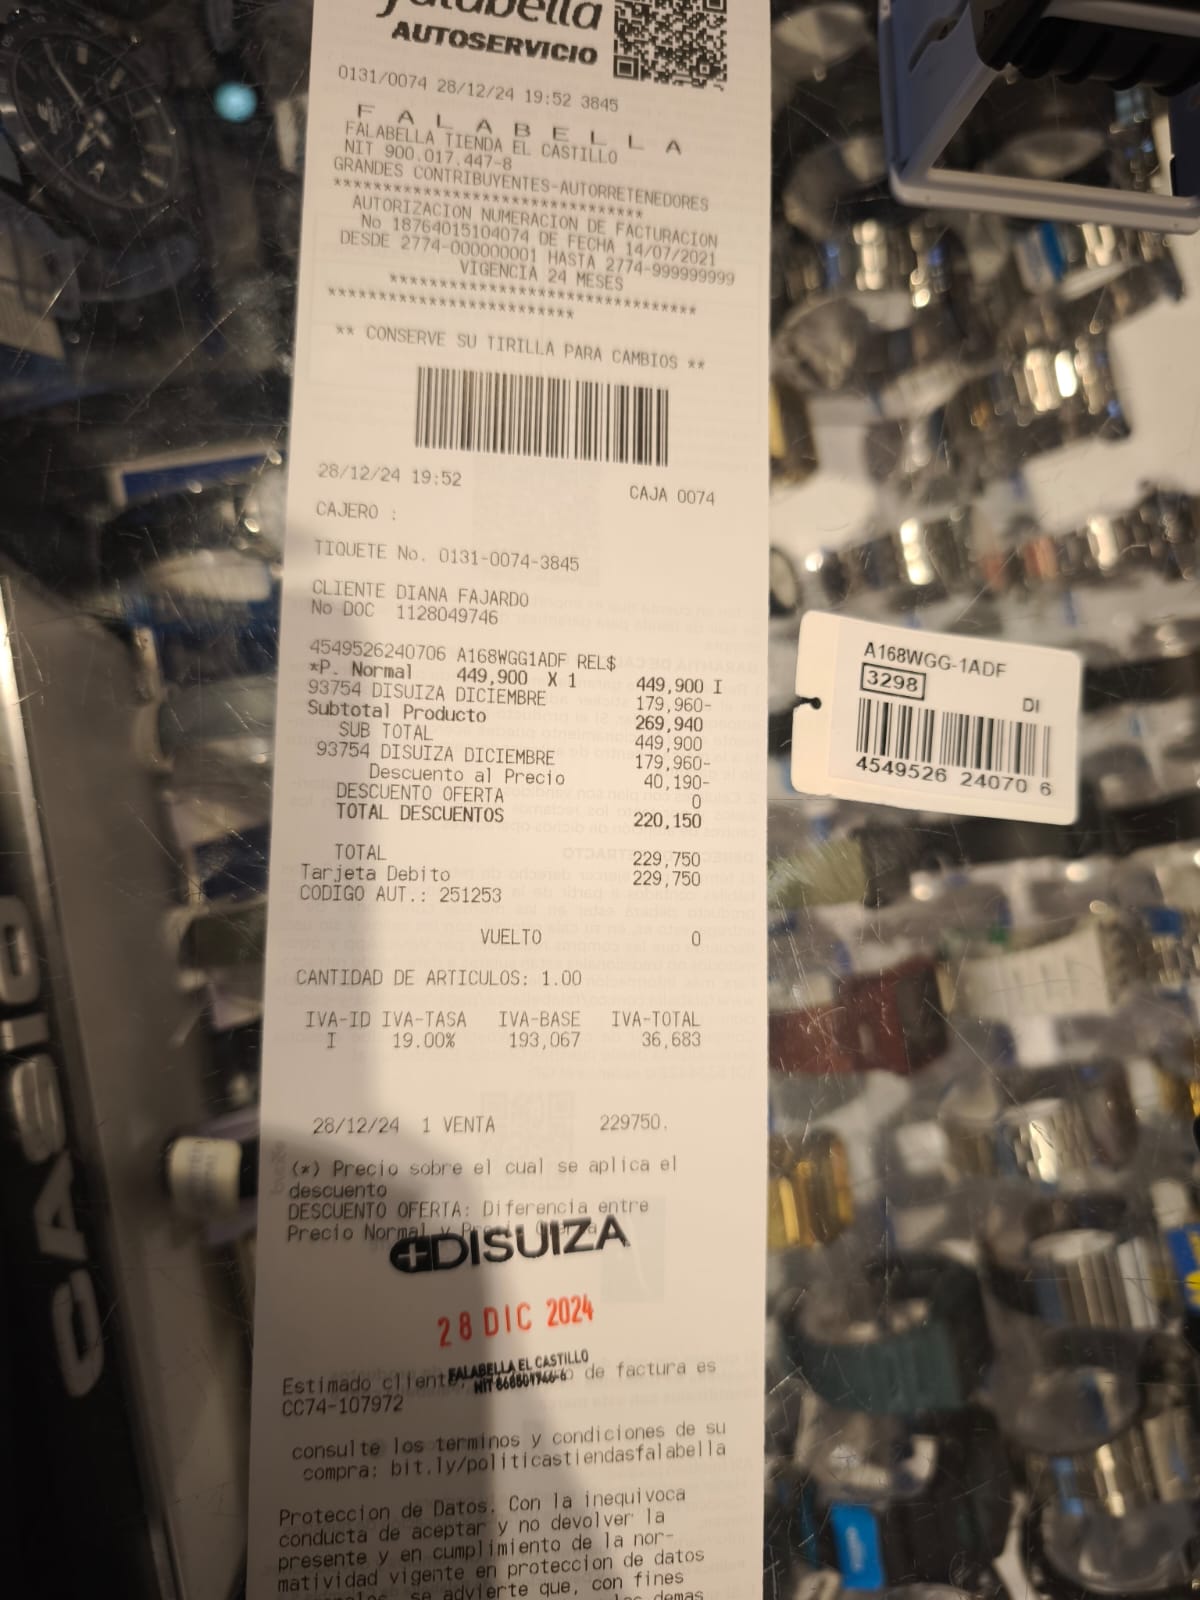 falabella
AUTOSERVICIO
0131/0074 28/12/24 19:52 3845
F A L A B E L L A
FALABELLA TIENDA EL CASTILLO
NIT 900.017.447-8
GRANDES CONTRIBUYENTES-AUTORRETENEDORES
*******************************
AUTORIZACION NUMERACION DE FACTURACION
No 18764015104074 DE FECHA 14/07/2021
DESDE 2774-000000001 HASTA 2774-999999999
VIGENCIA 24 MESES
*******************************
*************************
** CONSERVE SU TIRILLA PARA CAMBIOS **
28/12/24 19:52 CAJA 0074
CAJERO :
TIQUETE No. 0131-0074-3845
CLIENTE DIANA FAJARDO
No DOC 1128049746
4549526240706 A168WGG1ADF REL$
*P. Normal 449,900 X 1 449,900 I
93754 DISUIZA DICIEMBRE 179,960-
Subtotal Producto 269,940
SUB TOTAL 449,900
93754 DISUIZA DICIEMBRE 179,960-
Descuento al Precio 40,190-
DESCUENTO OFERTA 0
TOTAL DESCUENTOS 220,150
TOTAL 229,750
Tarjeta Debito 229,750
CODIGO AUT.: 251253
VUELTO 0
CANTIDAD DE ARTICULOS: 1.00
IVA-ID IVA-TASA IVA-BASE IVA-TOTAL
I 19.00% 193,067 36,683
28/12/24 1 VENTA 229750.
(*) Precio sobre el cual se aplica el
descuento
DESCUENTO OFERTA: Diferencia entre
Precio Normal y
DISUIZA
28 DIC 2024
FALABELLA EL CASTILLO
Estimado cliente, de factura es
CC74-107972
consulte los terminos y condiciones de su
compra: bit.ly/politicastiendasfalabella
Proteccion de Datos. Con la inequivoca
conducta de aceptar y no devolver la
presente y en cumplimiento de la nor-
matividad vigente en proteccion de datos
se advierte que, con fines
demas
A168WGG-1ADF
3298 DI
4549526 24070 6
CASIO